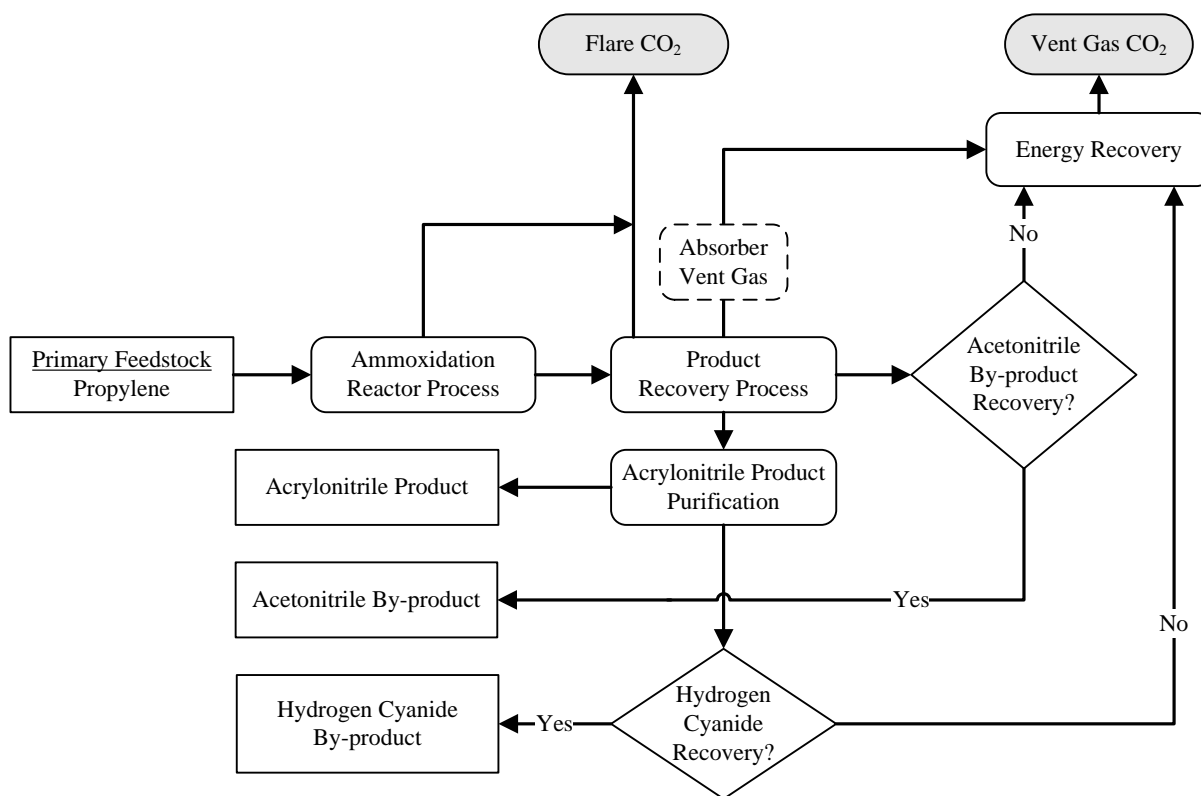 Flare CO₂
Vent Gas CO₂
Energy Recovery
Absorber
Vent Gas
No
Primary Feedstock
Propylene
Ammoxidation
Reactor Process
Product
Recovery Process
Acetonitrile
By-product
Recovery?
Acrylonitrile Product
Acrylonitrile Product
Purification
Acetonitrile By-product
Yes
No
Hydrogen Cyanide
By-product
Yes
Hydrogen
Cyanide
Recovery?